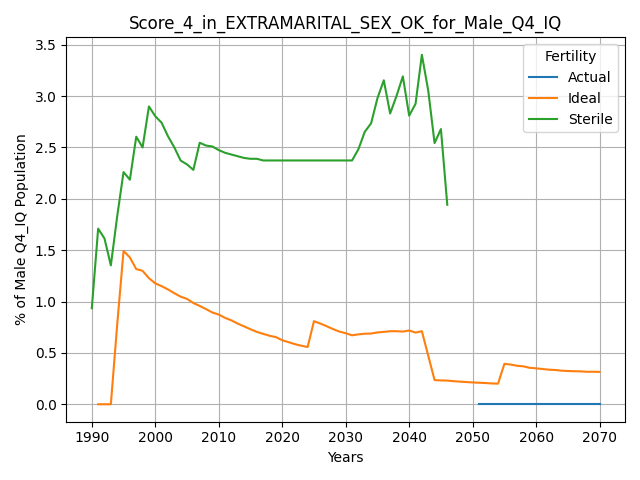 Score_4_in_EXTRAMARITAL_SEX_OK_for_Male_Q4_IQ
Fertility
Actual
Ideal
Sterile
% of Male Q4_IQ Population
3.5
3.0
2.5
2.0
1.5
1.0
0.5
0.0
1990 2000 2010 2020 2030 2040 2050 2060 2070
Years